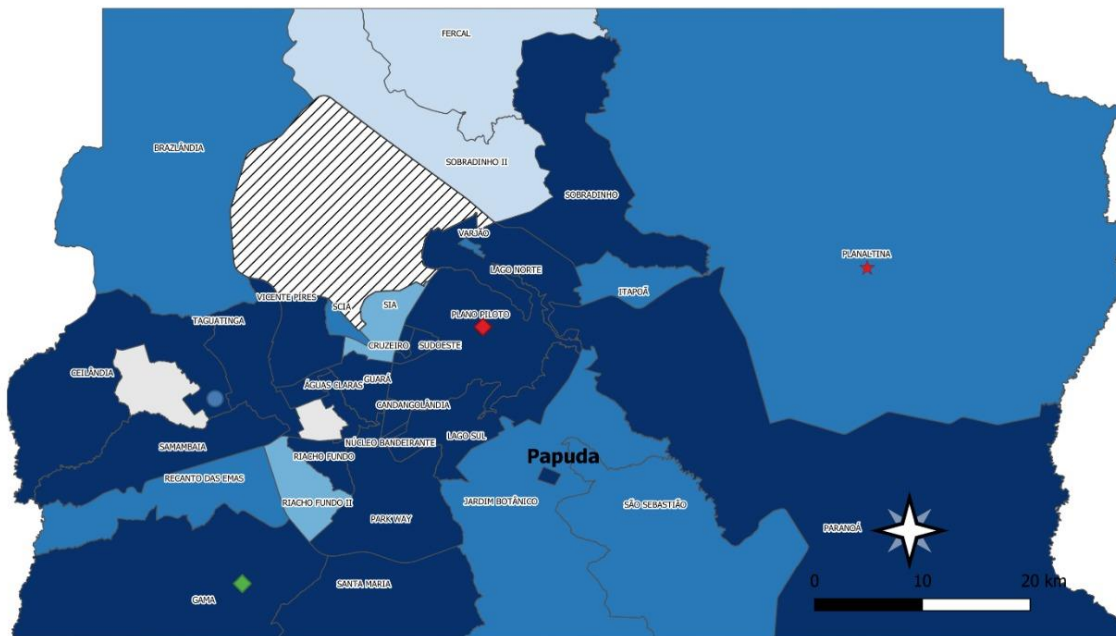 FERCAL
BRAZLÂNDIA
SOBRADINHO II
SOBRADINHO
VARJÃO
PLANALTINA
LAGO NORTE
ITAPOÃ
VICENTE PIRES
SCIA
SIA
PLANO PILOTO
TAGUATINGA
CRUZEIRO
SUDOESTE
CEILÂNDIA
GUARÁ
ÁGUAS CLARAS
CANDANGOLÂNDIA
LAGO SUL
NÚCLEO BANDEIRANTE
SAMAMBAIA
RIACHO FUNDO
Papuda
RECANTO DAS EMAS
RIACHO FUNDO II
JARDIM BOTÂNICO
SÃO SEBASTIÃO
PARK WAY
PARANOÁ
0 10 20 km
SANTA MARIA
GAMA